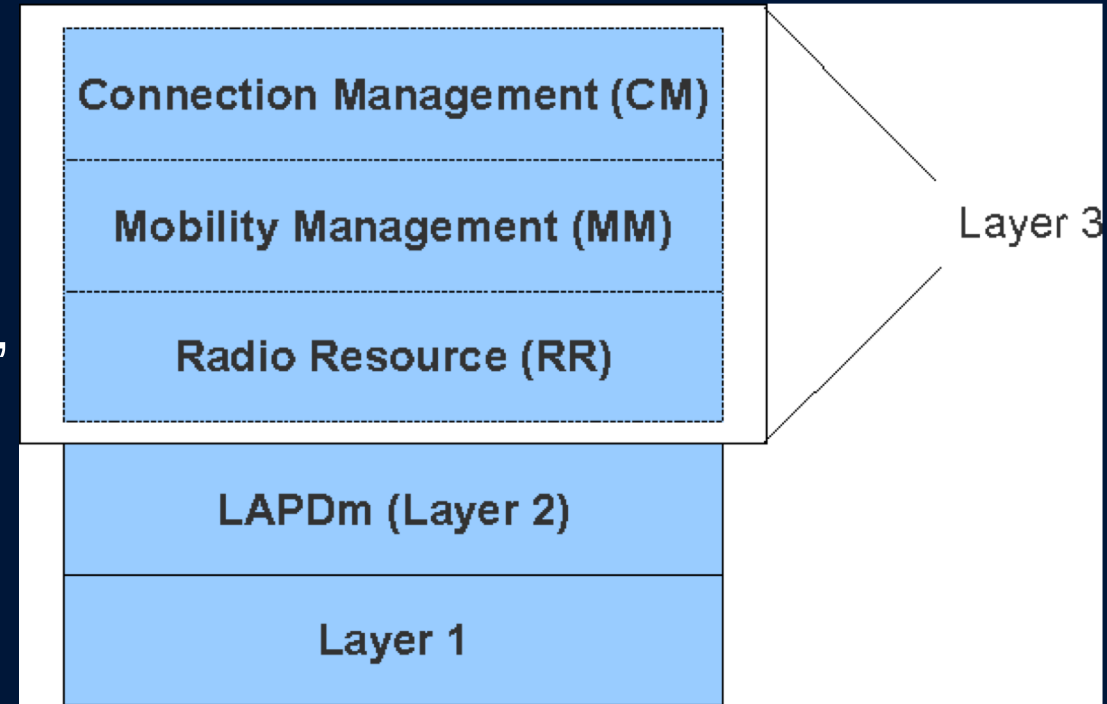 Connection Management (CM)
Mobility Management (MM)
Layer 3
Radio Resource (RR)
,
LAPDm (Layer 2)
Layer 1